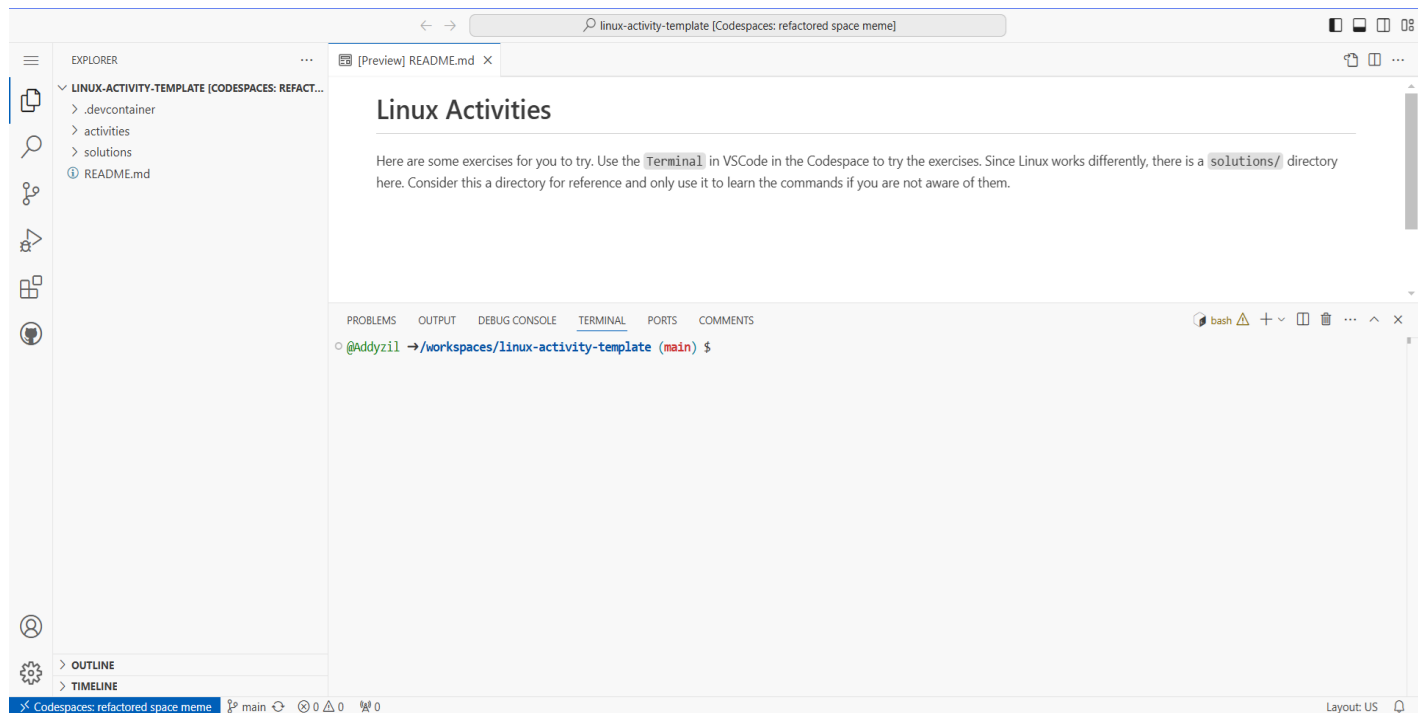 linux-activity-template [Codespaces: refactored space meme]
EXPLORER
[Preview] README.md
LINUX-ACTIVITY-TEMPLATE [CODESPACES: REFACT...
.devcontainer
activities
solutions
README.md
Linux Activities
Here are some exercises for you to try. Use the Terminal in VSCode in the Codespace to try the exercises. Since Linux works differently, there is a solutions/ directory
here. Consider this a directory for reference and only use it to learn the commands if you are not aware of them.
PROBLEMS OUTPUT DEBUG CONSOLE TERMINAL PORTS COMMENTS
bash
@Addyzil ➜/workspaces/linux-activity-template (main) $
OUTLINE
TIMELINE
Codespaces: refactored space meme main 0 0 0 Layout: US